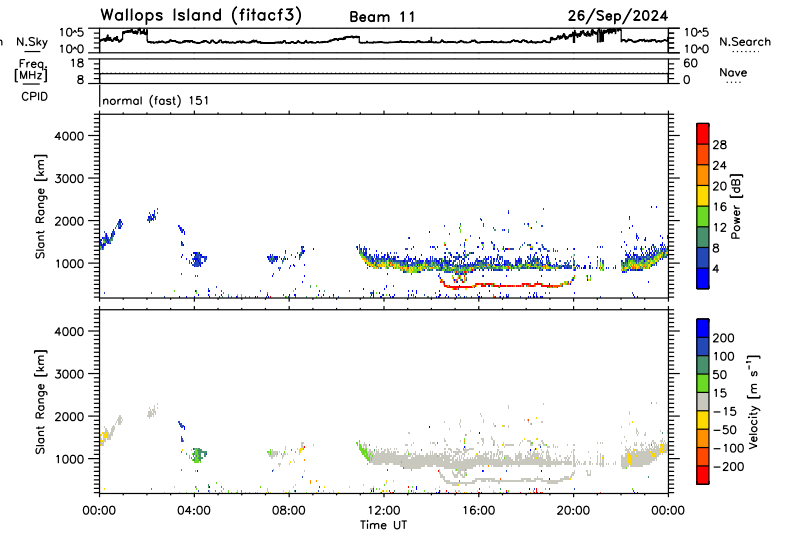 Wallops Island (fitacf3) Beam 11 26/Sep/2024
N.Sky 10^5 10^5 N.Search
10^0 10^0
Freq. 18 60 Nave
[MHz] 8 0
CPID normal (fast) 151
Slant Range [km]
4000
3000
2000
1000
Power [dB]
28
24
20
16
12
8
4
Slant Range [km]
4000
3000
2000
1000
Velocity [m s⁻¹]
200
100
50
15
-15
-50
-100
-200
00:00 04:00 08:00 12:00 16:00 20:00 00:00
Time UT